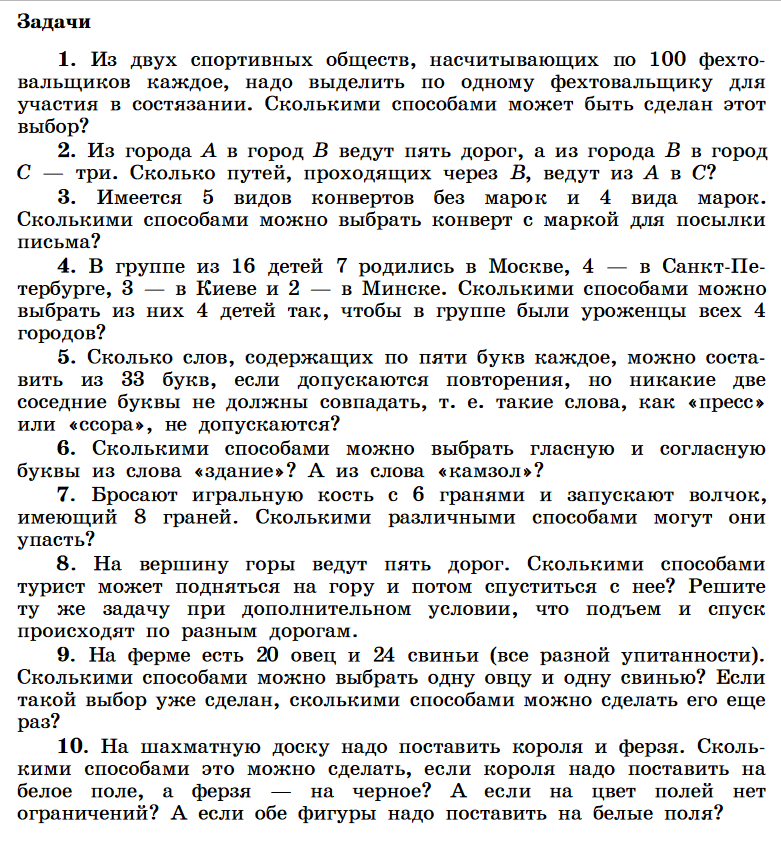 Задачи
1. Из двух спортивных обществ, насчитывающих по 100 фехто-
вальщиков каждое, надо выделить по одному фехтовальщику для
участия в состязании. Сколькими способами может быть сделан этот
выбор?
2. Из города A в город B ведут пять дорог, а из города B в город
C — три. Сколько путей, проходящих через B, ведут из A в C?
3. Имеется 5 видов конвертов без марок и 4 вида марок.
Сколькими способами можно выбрать конверт с маркой для посылки
письма?
4. В группе из 16 детей 7 родились в Москве, 4 — в Санкт-Пе-
тербурге, 3 — в Киеве и 2 — в Минске. Сколькими способами можно
выбрать из них 4 детей так, чтобы в группе были уроженцы всех 4
городов?
5. Сколько слов, содержащих по пяти букв каждое, можно соста-
вить из 33 букв, если допускаются повторения, но никакие две
соседние буквы не должны совпадать, т. е. такие слова, как «пресс»
или «ссора», не допускаются?
6. Сколькими способами можно выбрать гласную и согласную
буквы из слова «здание»? А из слова «камзол»?
7. Бросают игральную кость с 6 гранями и запускают волчок,
имеющий 8 граней. Сколькими различными способами могут они
упасть?
8. На вершину горы ведут пять дорог. Сколькими способами
турист может подняться на гору и потом спуститься с нее? Решите
ту же задачу при дополнительном условии, что подъем и спуск
происходят по разным дорогам.
9. На ферме есть 20 овец и 24 свиньи (все разной упитанности).
Сколькими способами можно выбрать одну овцу и одну свинью? Если
такой выбор уже сделан, сколькими способами можно сделать его еще
раз?
10. На шахматную доску надо поставить короля и ферзя. Сколь-
кими способами это можно сделать, если короля надо поставить на
белое поле, а ферзя — на черное? А если на цвет полей нет
ограничений? А если обе фигуры надо поставить на белые поля?